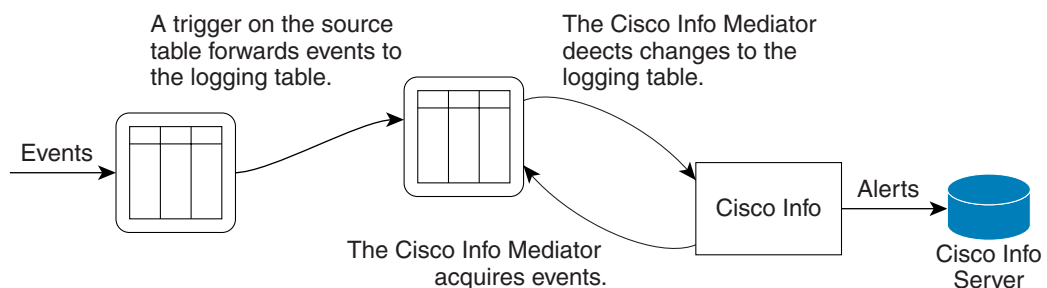 A trigger on the source
table forwards events to
the logging table.
The Cisco Info Mediator
deects changes to the
logging table.
Events
Cisco Info
Alerts
The Cisco Info Mediator
acquires events.
Cisco Info
Server